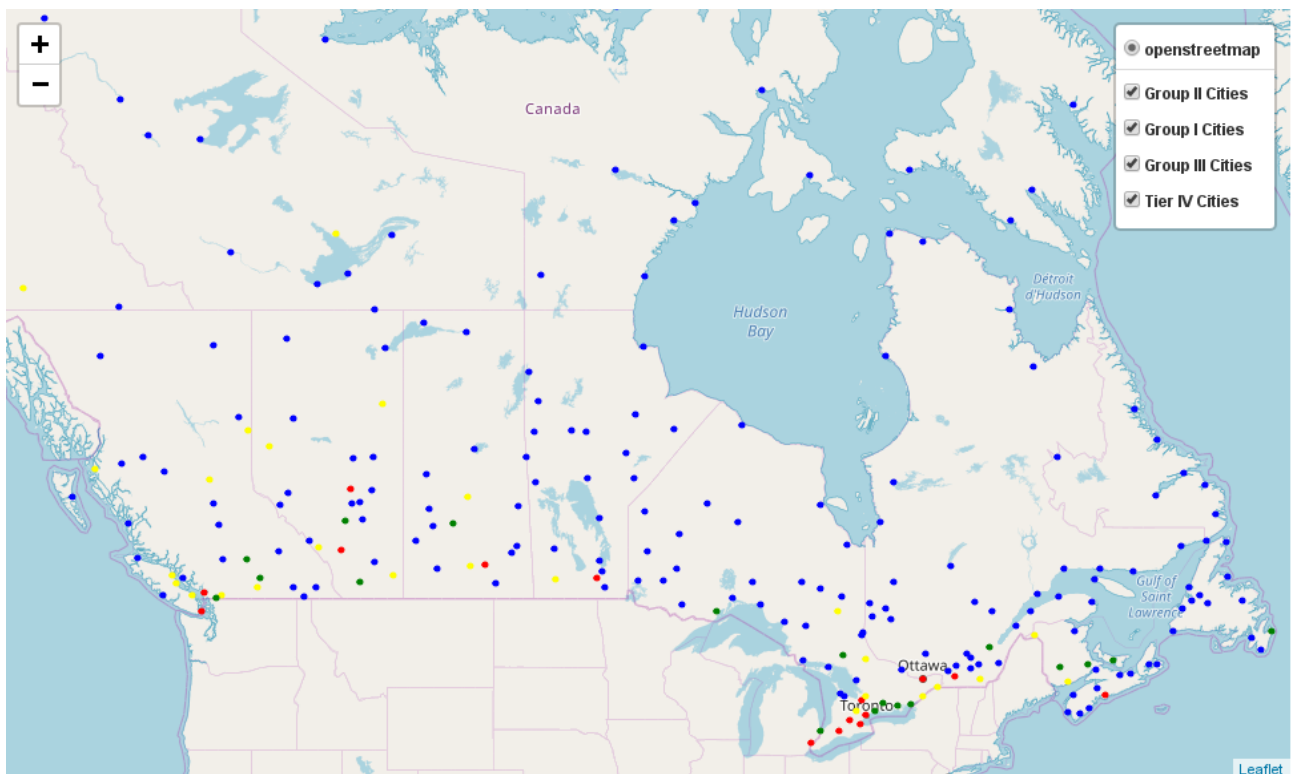 +
−
Canada
openstreetmap
Group II Cities
Group I Cities
Group III Cities
Tier IV Cities
Détroit
d'Hudson
Hudson
Bay
Gulf of
Saint
Lawrence
Ottawa
Toronto
Leaflet